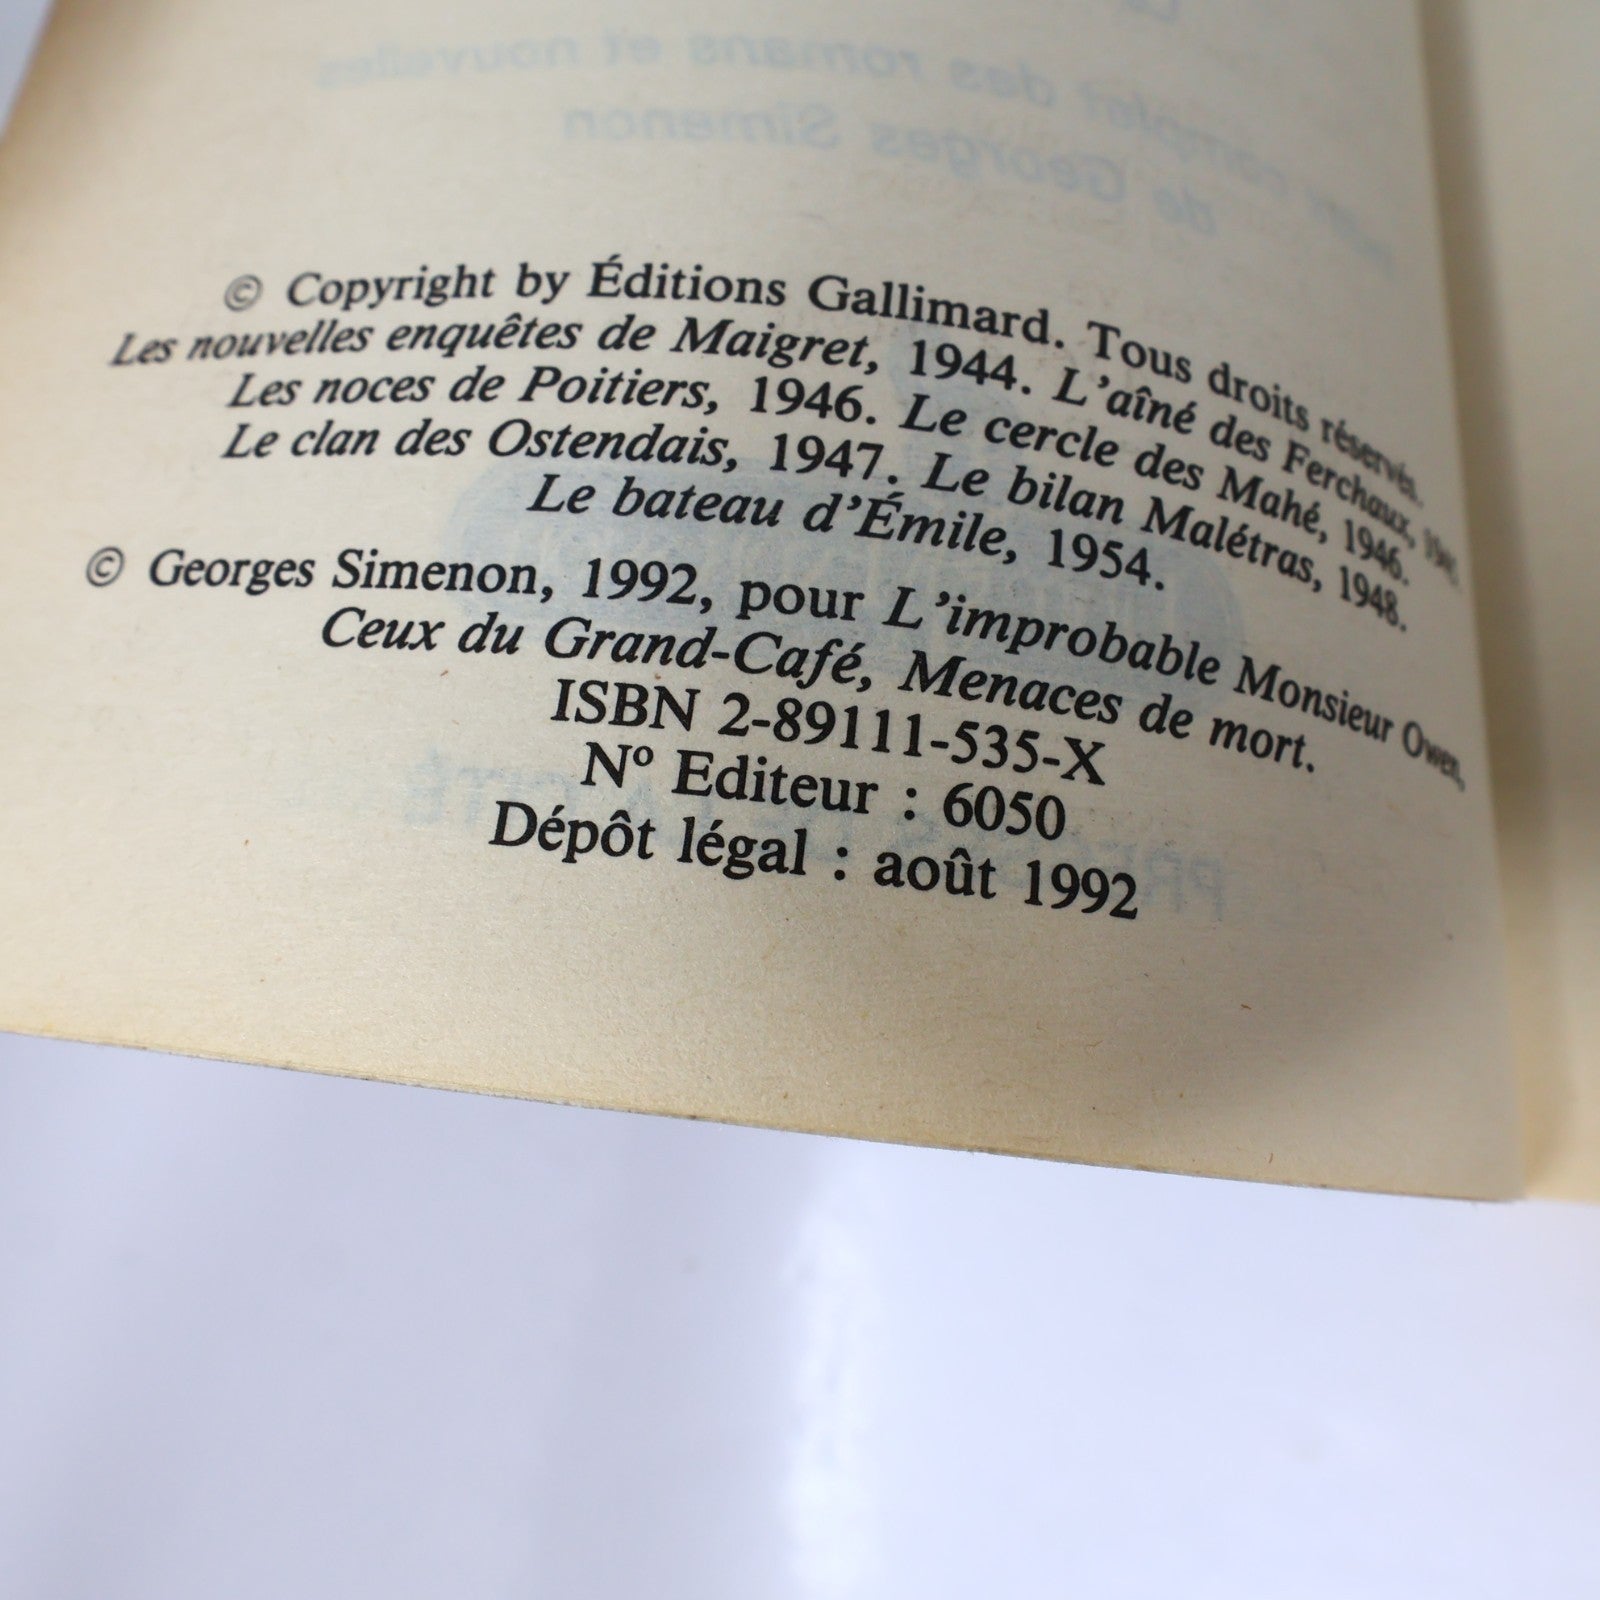 © Copyright by Éditions Gallimard. Tous droits réservés.
Les nouvelles enquêtes de Maigret, 1944. L'aîné des Ferchaux,
Les noces de Poitiers, 1946. Le cercle des Mahé, 1946.
Le clan des Ostendais, 1947. Le bilan Malétras, 1948.
Le bateau d'Émile, 1954.
© Georges Simenon, 1992, pour L'improbable Monsieur Owen,
Ceux du Grand-Café, Menaces de mort.
ISBN 2-89111-535-X
N° Editeur : 6050
Dépôt légal : août 1992